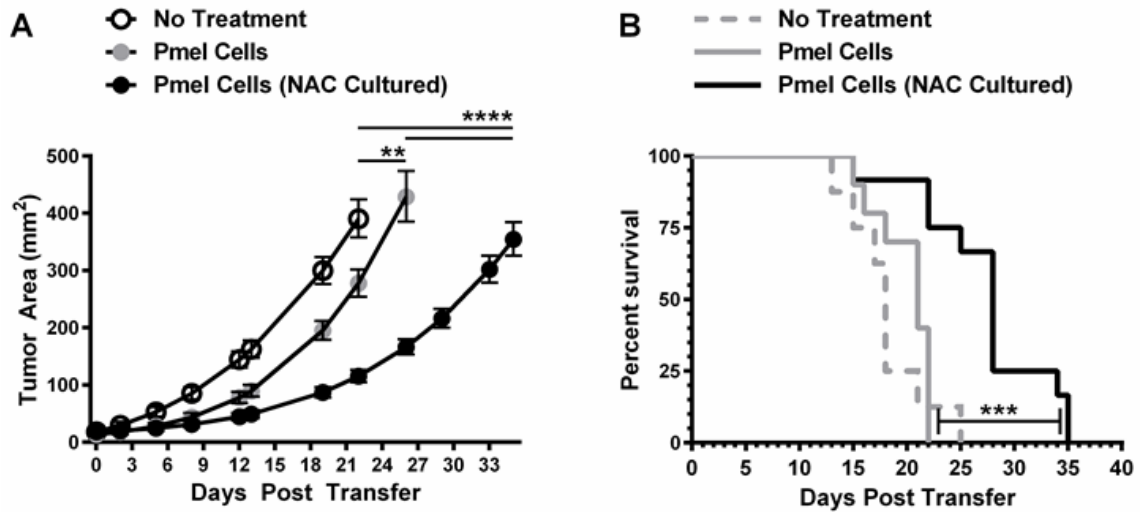 A
No Treatment
Pmel Cells
Pmel Cells (NAC Cultured)
****
**
500
400
300
200
100
0
Tumor Area (mm2)
0 3 6 9 12 15 18 21 24 27 30 33
Days Post Transfer
B
No Treatment
Pmel Cells
Pmel Cells (NAC Cultured)
100
75
50
25
0
Percent survival
***
0 5 10 15 20 25 30 35 40
Days Post Transfer